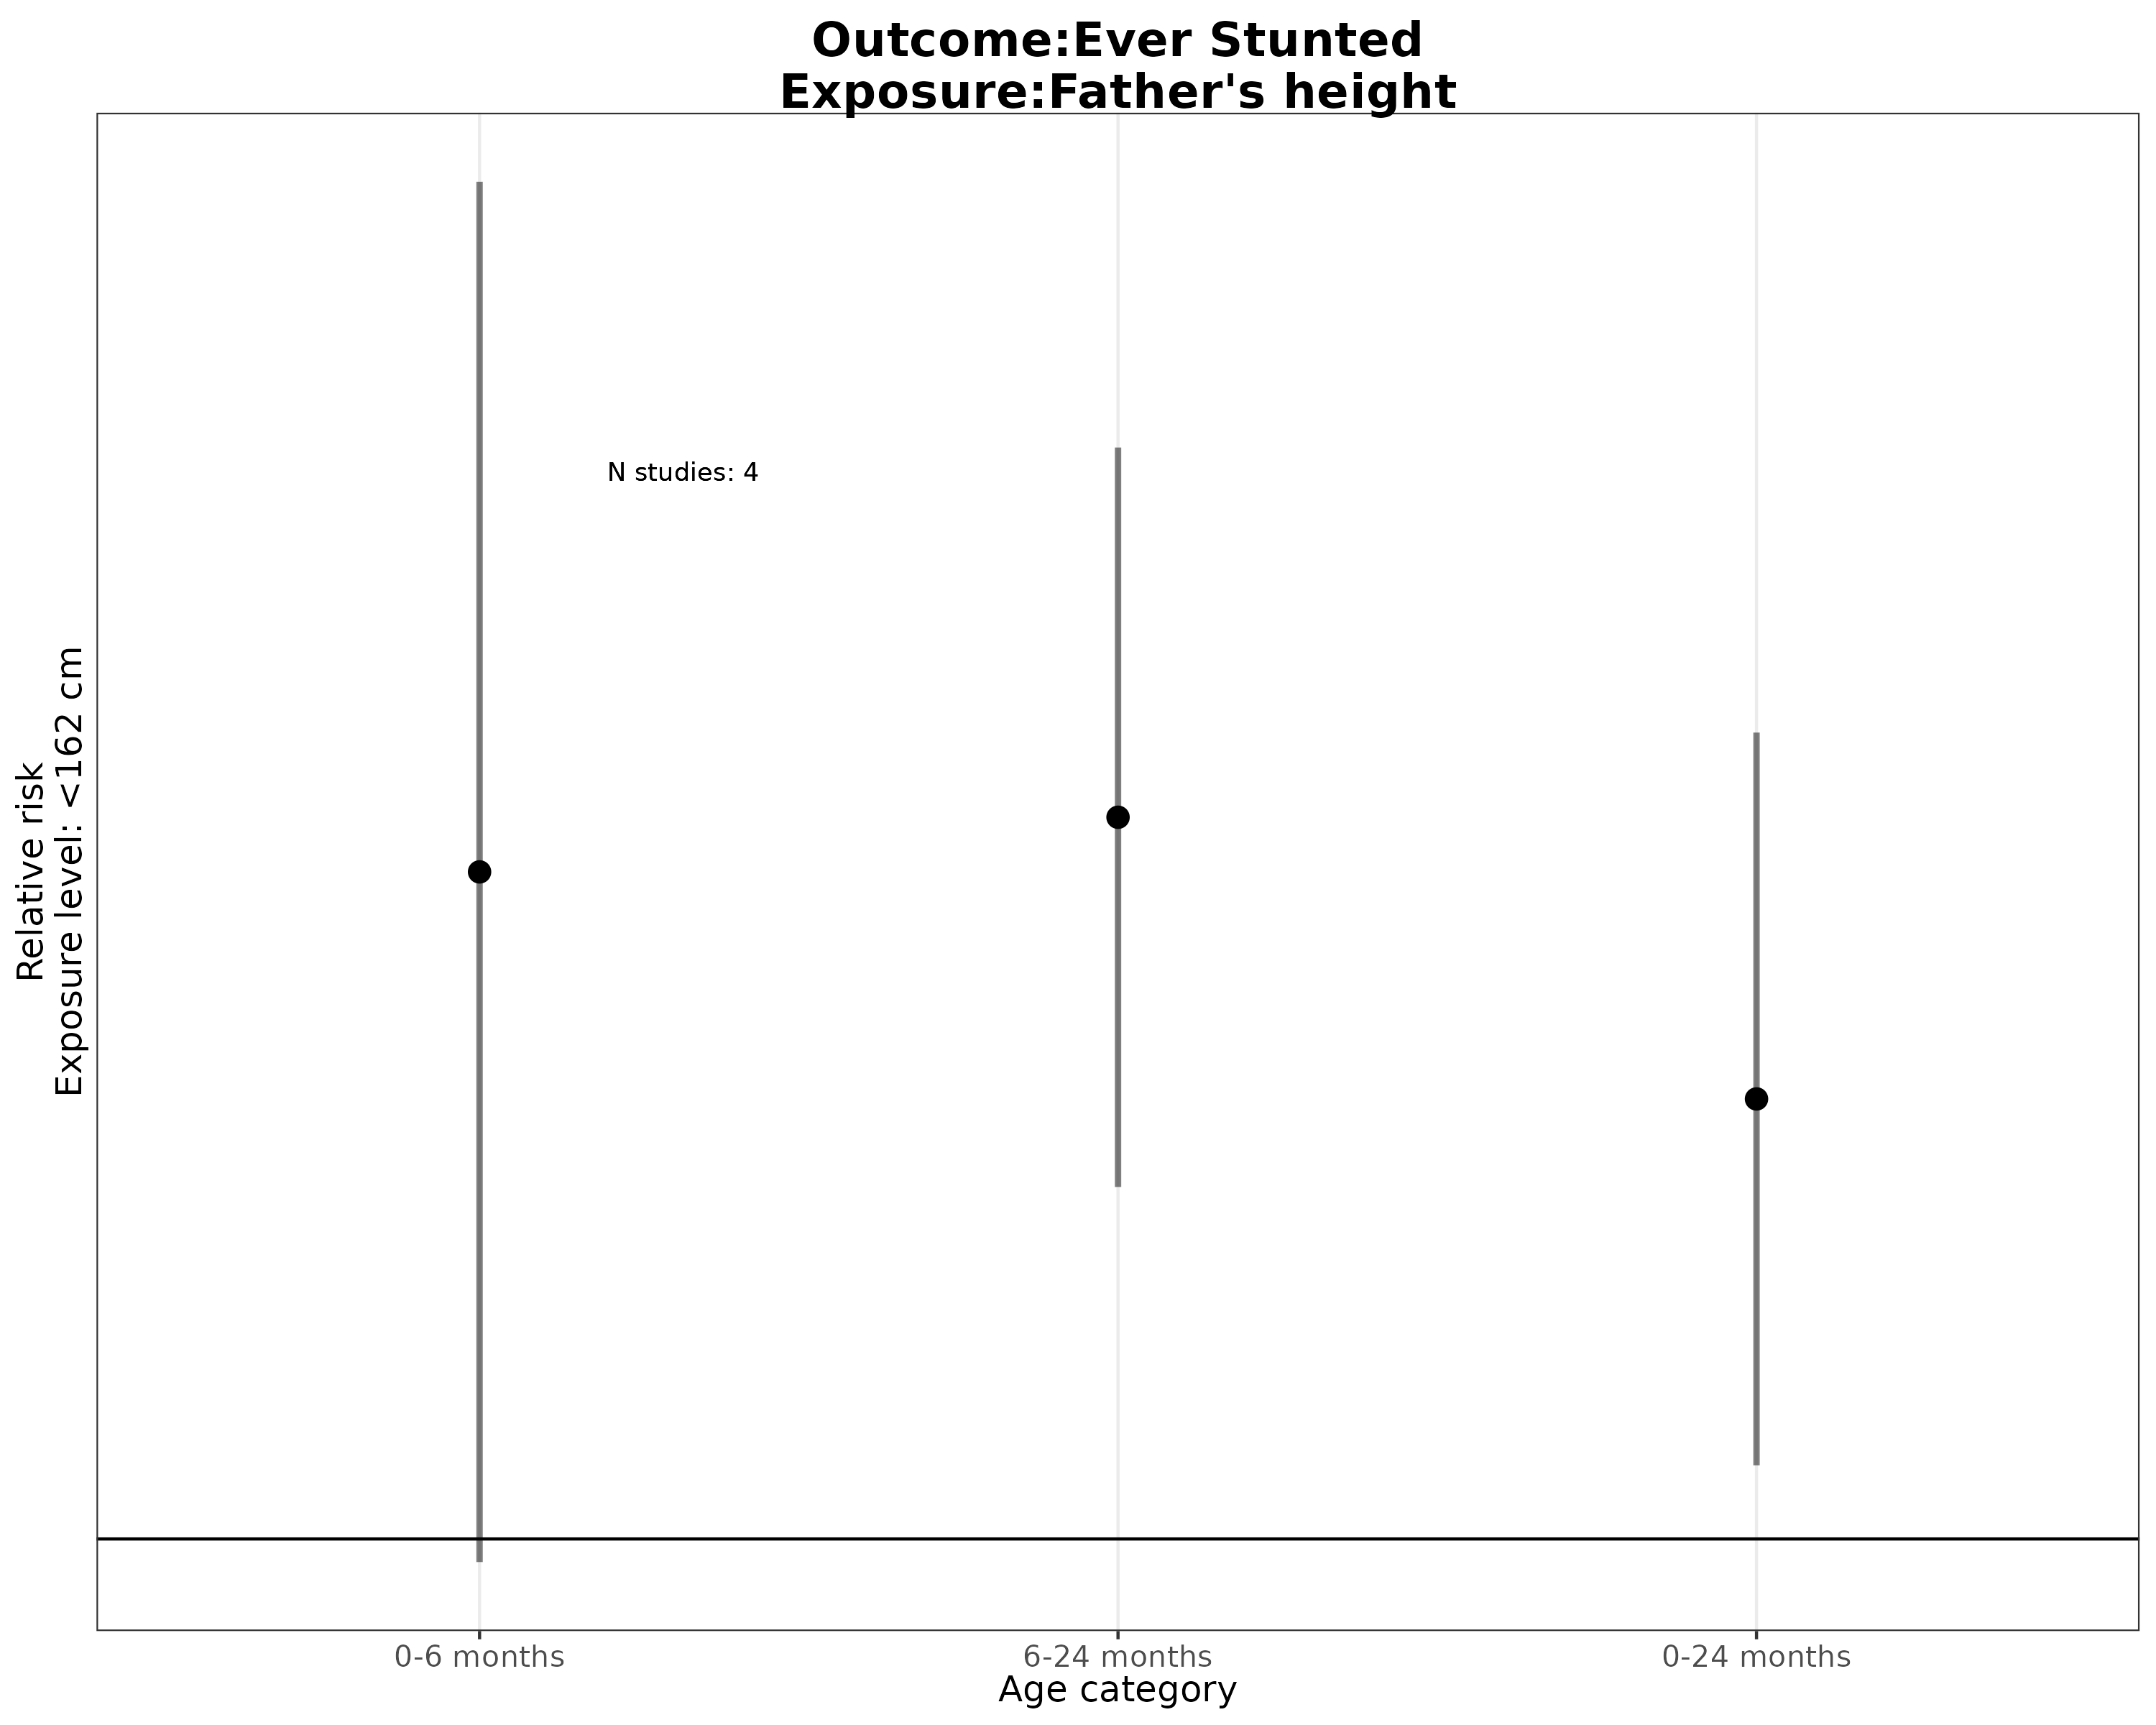 Outcome:Ever Stunted
Exposure:Father's height
N studies: 4
Relative risk
Exposure level: <162 cm
0-6 months
6-24 months
0-24 months
Age category